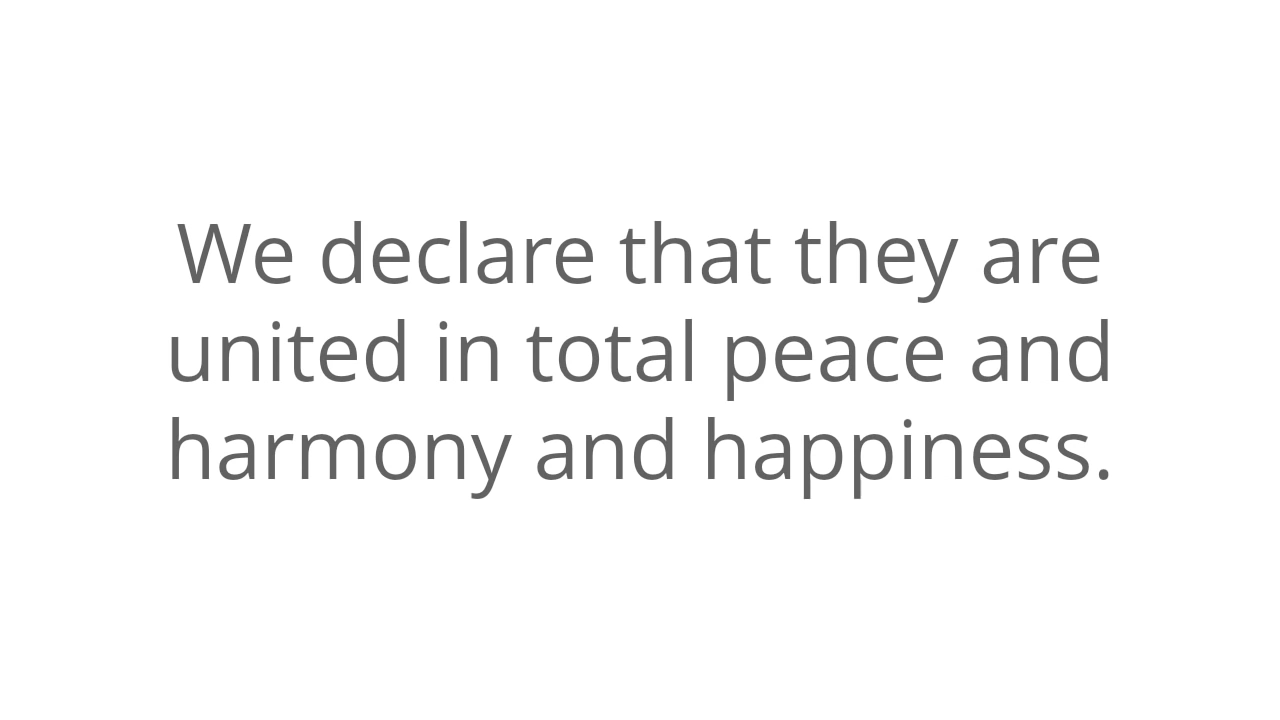 We declare that they are
united in total peace and
harmony and happiness.